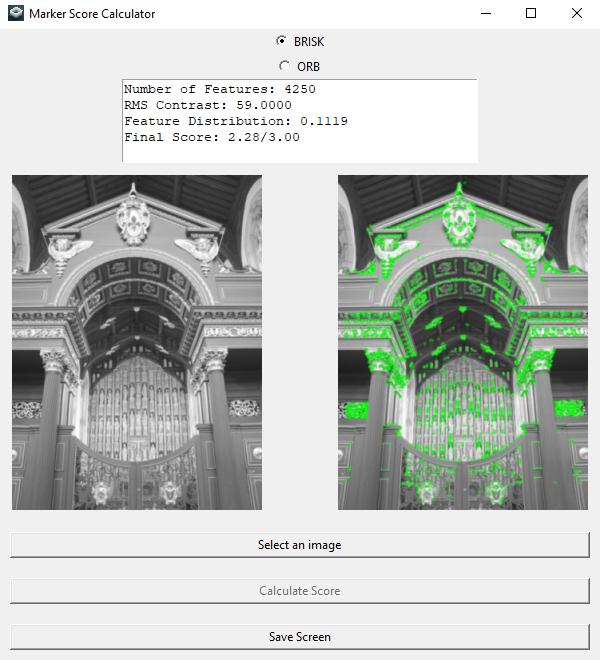 Marker Score Calculator
BRISK
ORB
Number of Features: 4250
RMS Contrast: 59.0000
Feature Distribution: 0.1119
Final Score: 2.28/3.00
Select an image
Calculate Score
Save Screen